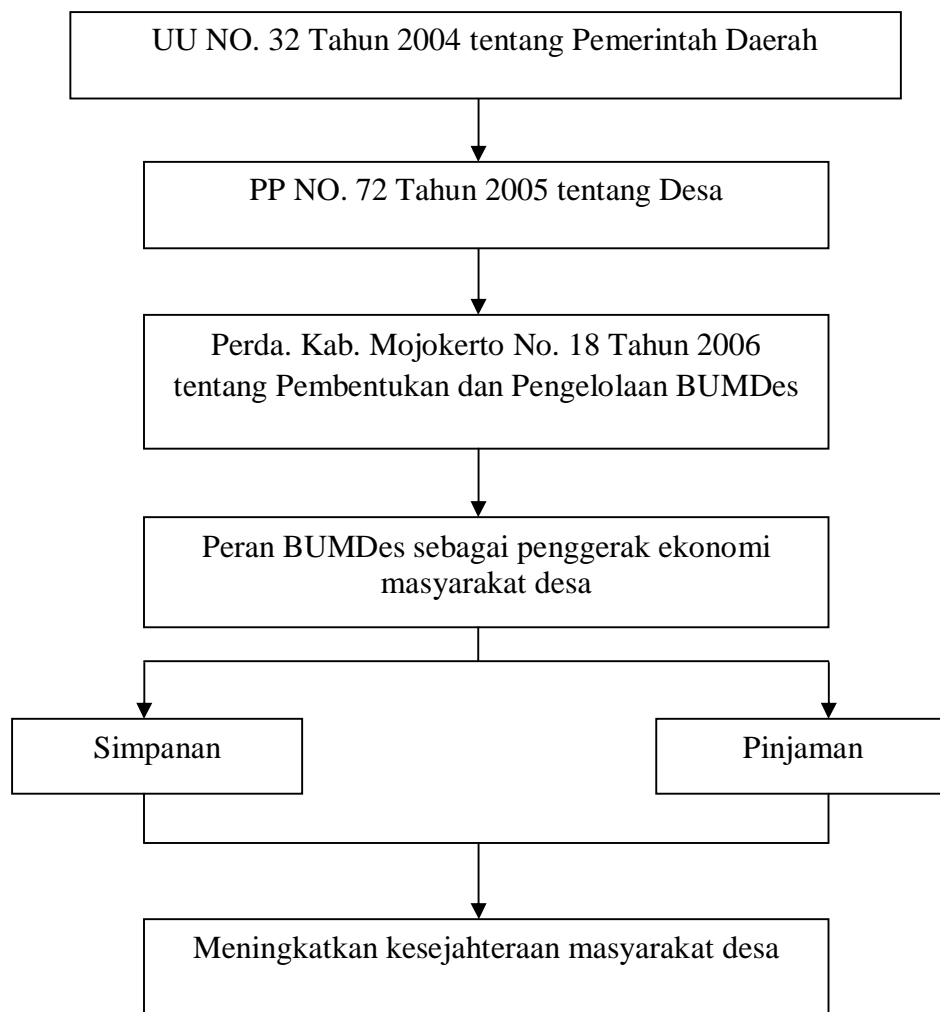 UU NO. 32 Tahun 2004 tentang Pemerintah Daerah
PP NO. 72 Tahun 2005 tentang Desa
Perda. Kab. Mojokerto No. 18 Tahun 2006
tentang Pembentukan dan Pengelolaan BUMDes
Peran BUMDes sebagai penggerak ekonomi
masyarakat desa
Simpanan
Pinjaman
Meningkatkan kesejahteraan masyarakat desa